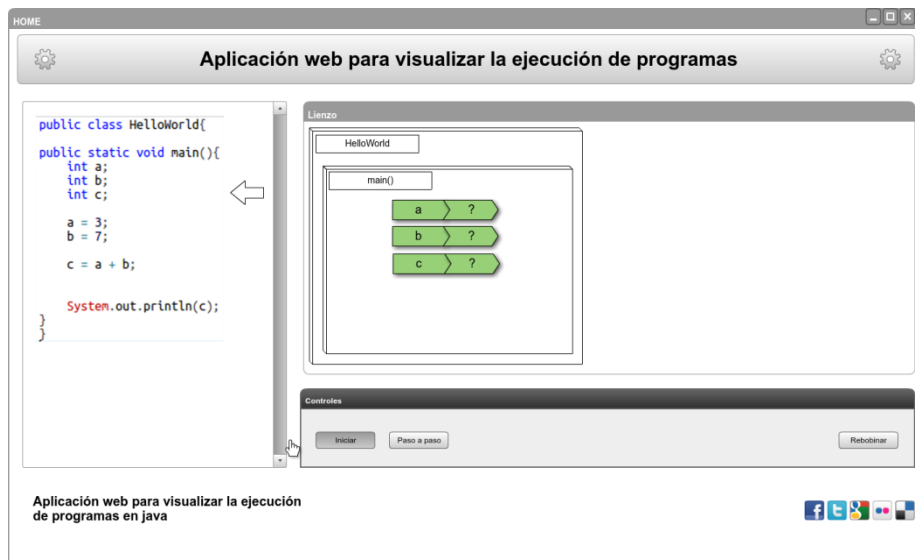 HOME
Aplicación web para visualizar la ejecución de programas
public class HelloWorld{
public static void main(){
int a;
int b;
int c;
a = 3;
b = 7;
c = a + b;
System.out.println(c);
}
}
Lienzo
HelloWorld
main()
a ?
b ?
c ?
Controles
Iniciar
Paso a paso
Rebobinar
Aplicación web para visualizar la ejecución
de programas en java